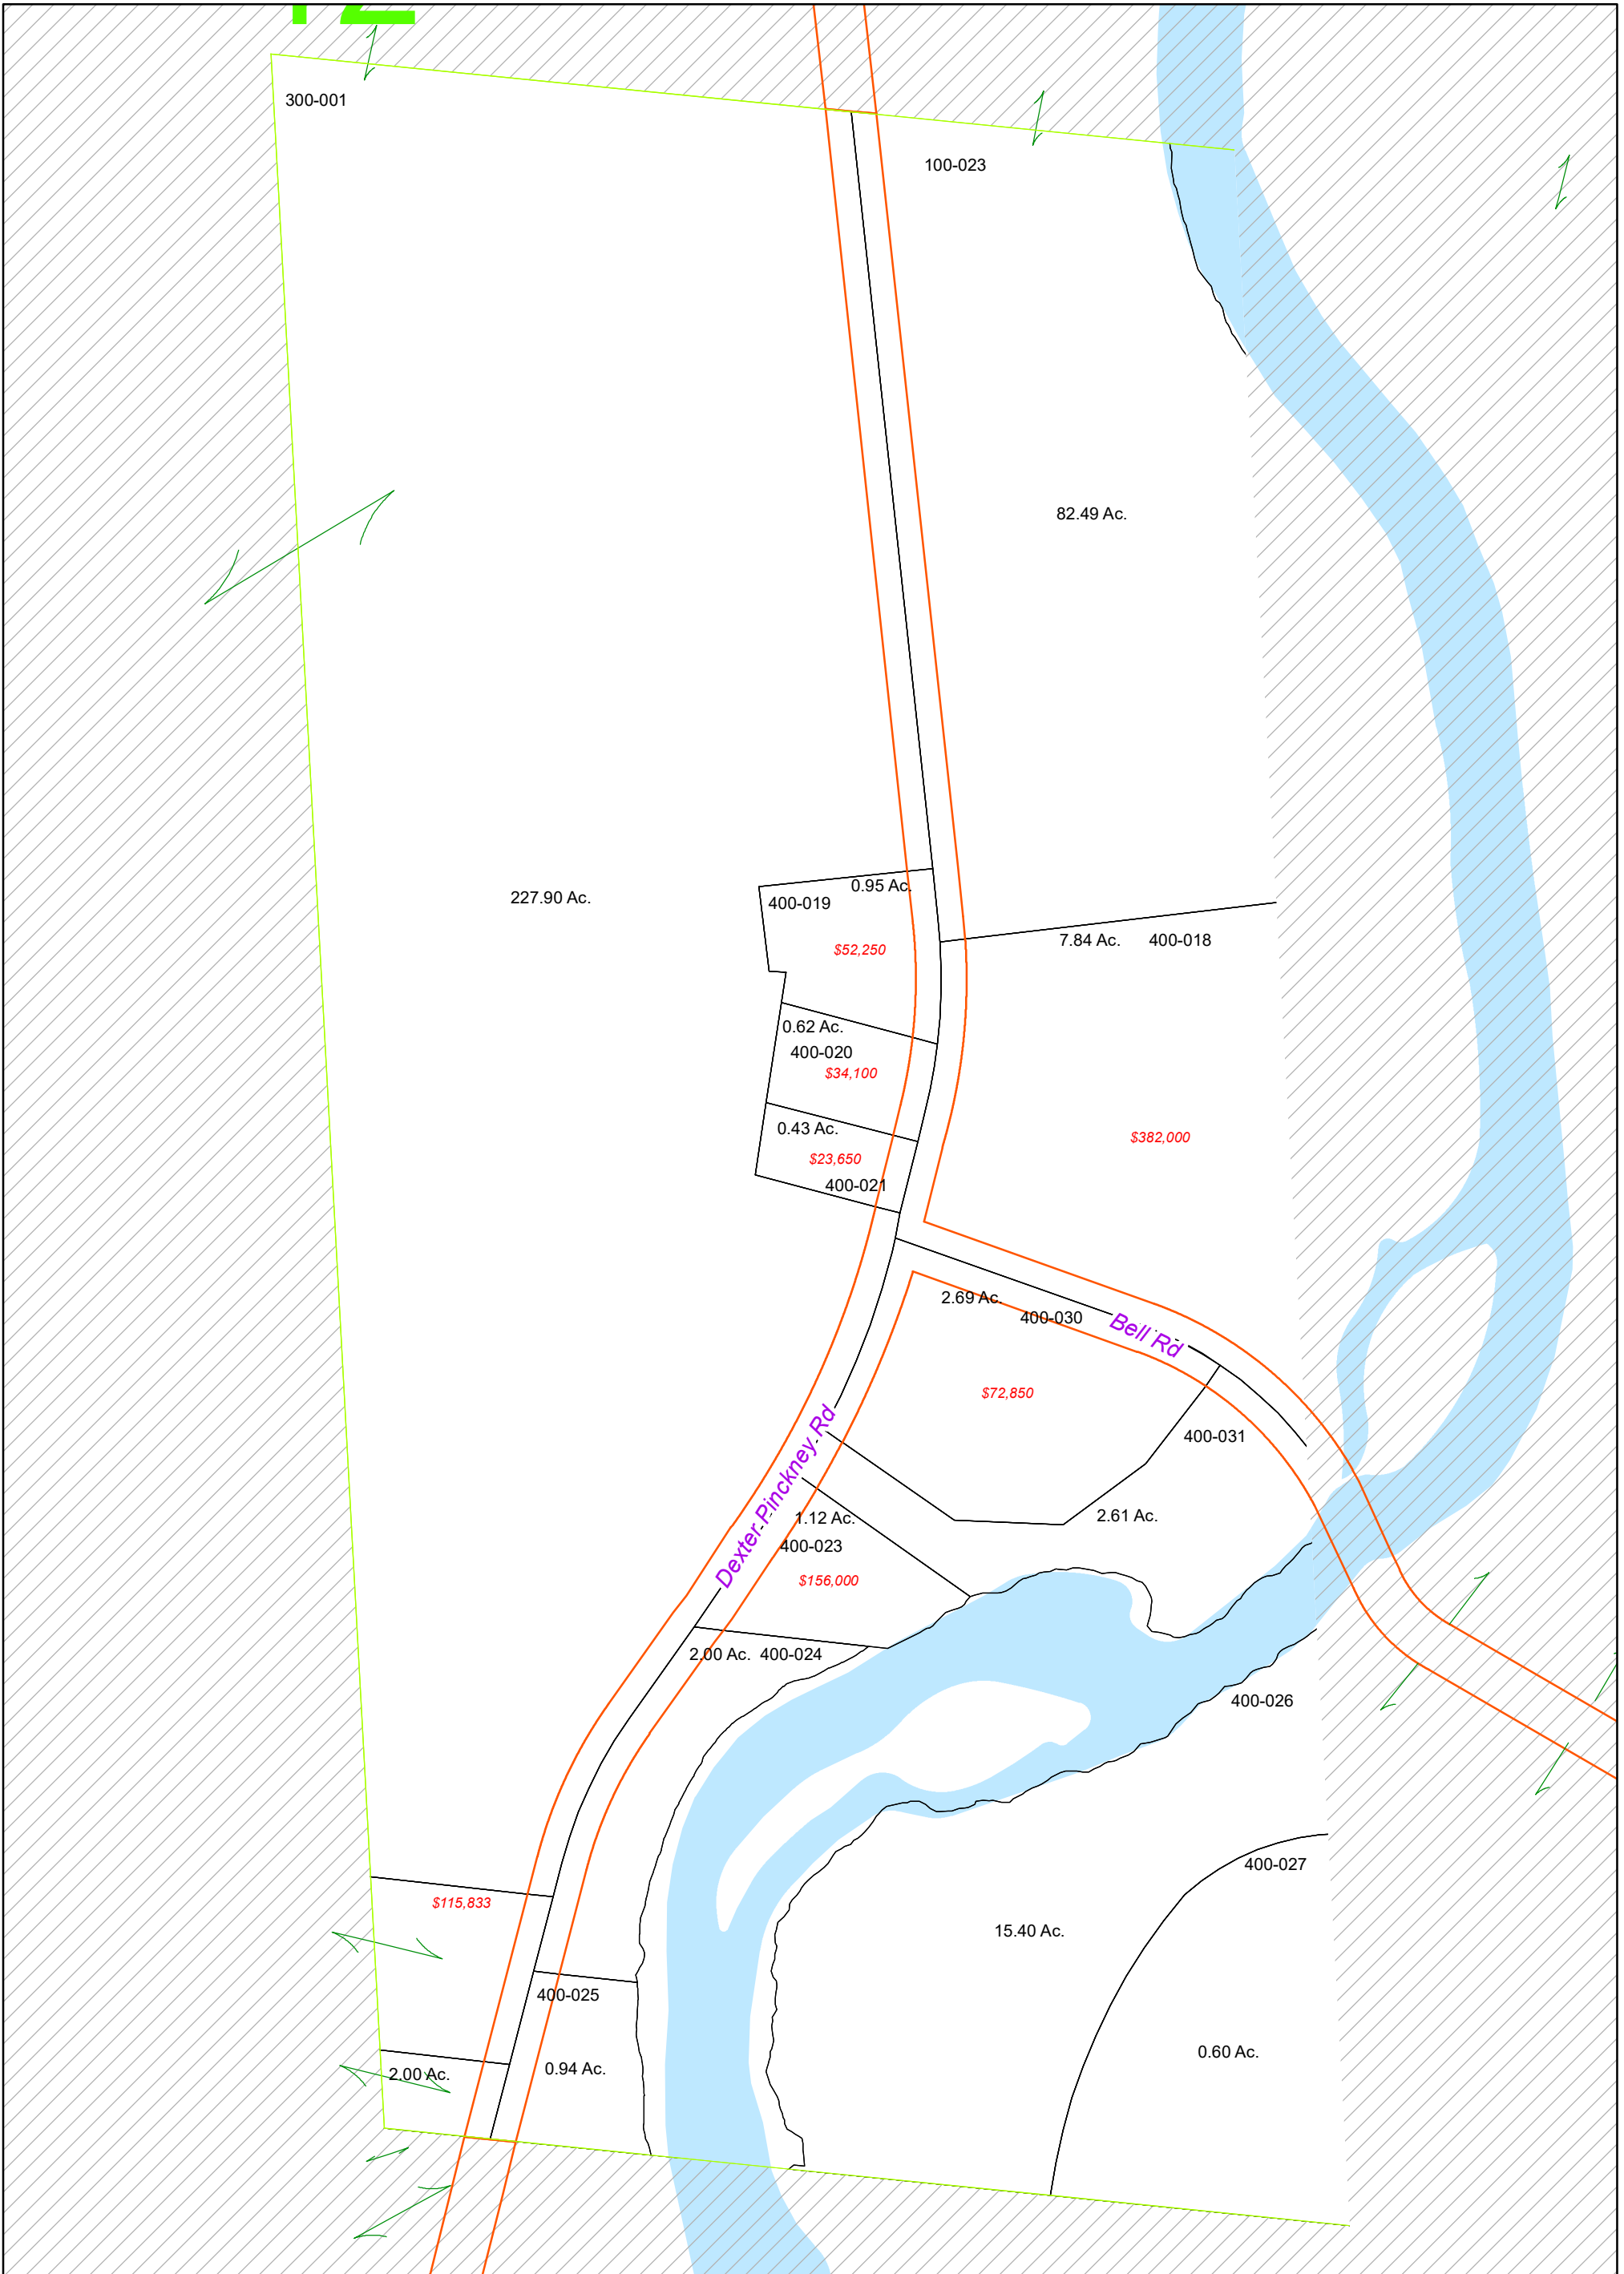 300-001
100-023
82.49 Ac.
227.90 Ac.
0.95 Ac.
400-019
$52,250
7.84 Ac. 400-018
0.62 Ac.
400-020
$34,100
0.43 Ac.
$23,650
400-021
$382,000
2.69 Ac.
400-030
Bell Rd
$72,850
400-031
2.61 Ac.
Dexter Pinckney Rd
1.12 Ac.
400-023
$156,000
2.00 Ac. 400-024
400-026
400-027
$115,833
15.40 Ac.
400-025
0.60 Ac.
0.94 Ac.
2.00 Ac.